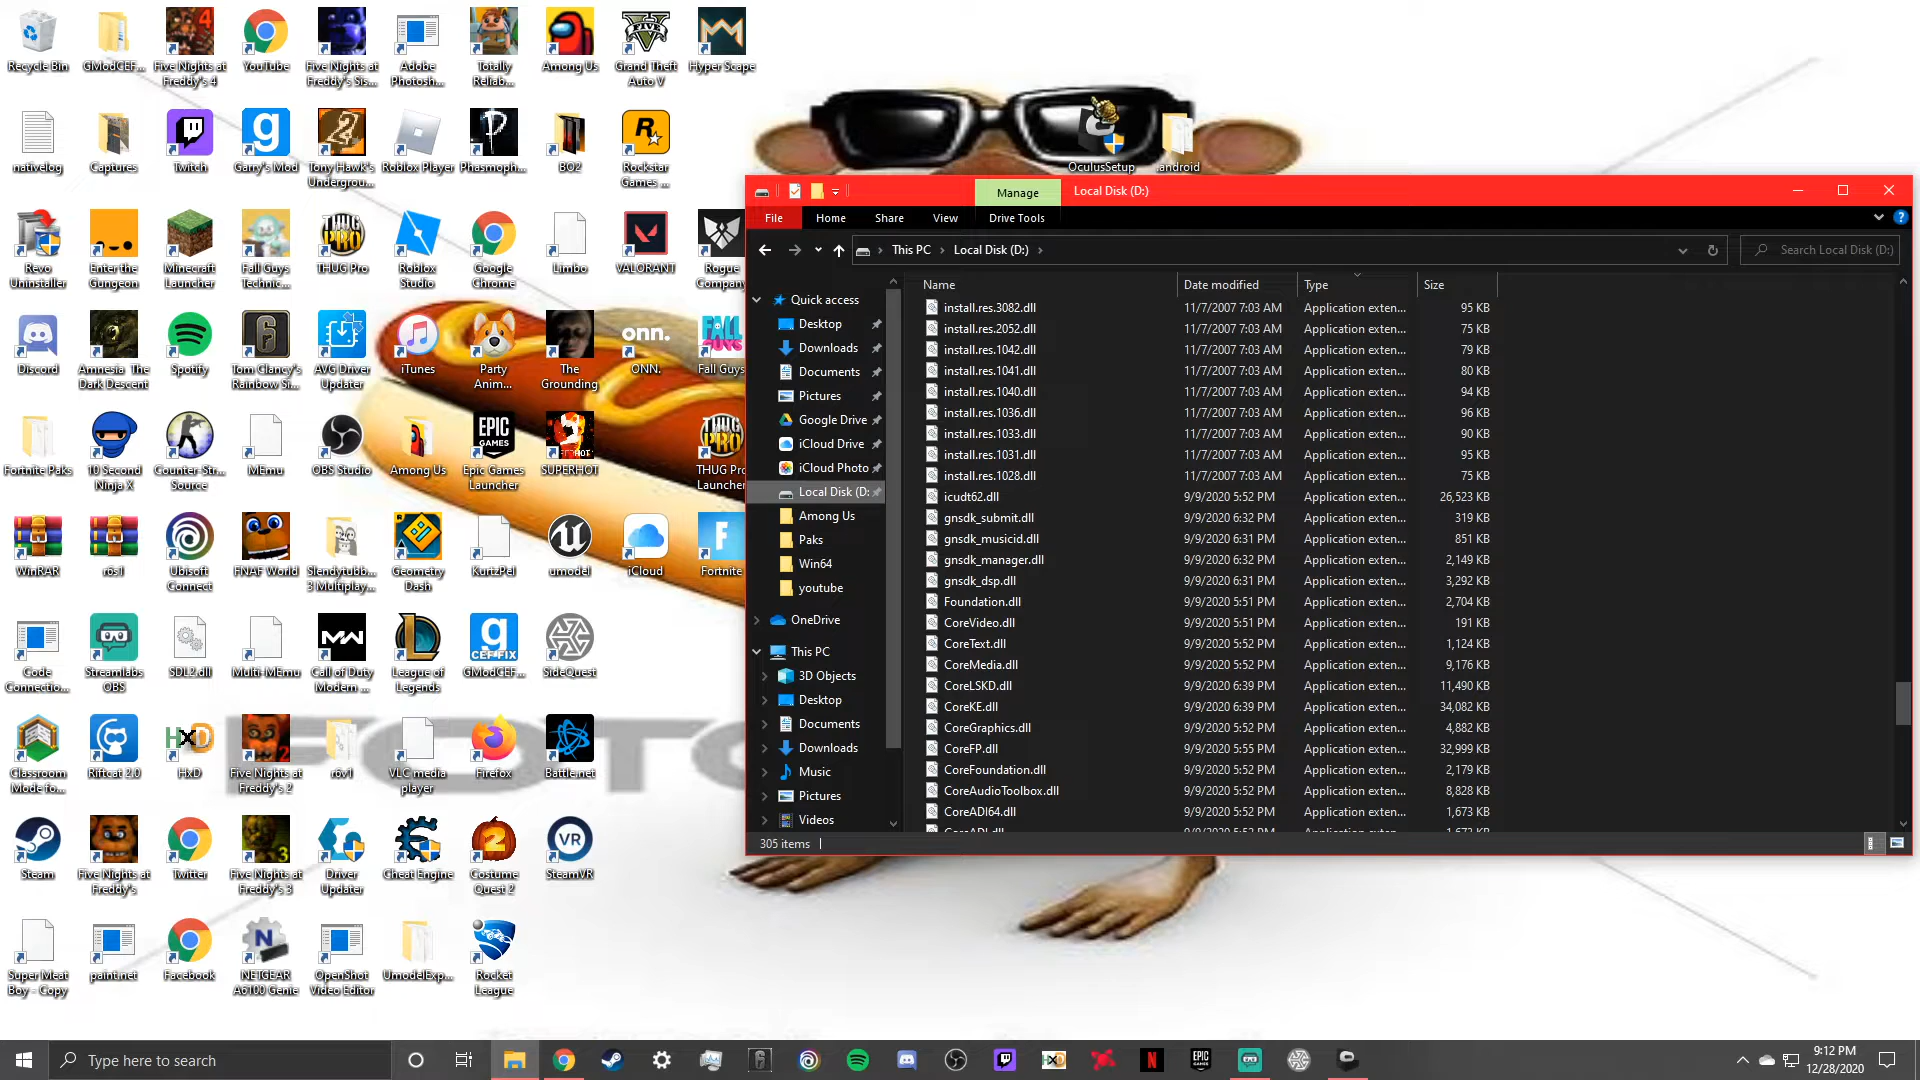 Recycle Bin
GModCEF...
Five Nights at
Freddy's 4
YouTube
Five Nights at
Freddy's Sis...
Adobe
Photosh...
Totally
Reliab...
Among Us
Grand Theft
Auto V
Hyper Scape
nativelog
Captures
Twitch
Garry's Mod
Tony Hawk's
Undergrou...
Roblox Player
Phasmoph...
BO2
Rockstar
Games ...
OculusSetup
.android
Revo
Uninstaller
Enter the
Gungeon
Minecraft
Launcher
Fall Guys
Technic...
THUG Pro
Roblox
Studio
Google
Chrome
Limbo
VALORANT
Rogue
Company
Discord
Amnesia The
Dark Descent
Spotify
Tom Clancy's
Rainbow Si...
AVG Driver
Updater
iTunes
Party
Anim...
The
Grounding
onn.
ONN.
Fall Guys
Fortnite Paks
10 Second
Ninja X
Counter-Str...
Source
MEmu
OBS Studio
Among Us
Epic Games
Launcher
SUPERHOT
THUG Pro
Launcher
WinRAR
r6s1
Ubisoft
Connect
FNAF World
Slendytubb...
3 Multiplay...
Geometry
Dash
KurtzPel
umodel
iCloud
Fortnite
Code
Connectio...
Streamlabs
OBS
SDL2.dll
Multi-MEmu
Call of Duty
Modern ...
League of
Legends
GModCEF...
SideQuest
Classroom
Mode fo...
Riftcat 2.0
HxD
Five Nights at
Freddy's 2
r6v1
VLC media
player
Firefox
Battle.net
Steam
Five Nights at
Freddy's
Twitter
Five Nights at
Freddy's 3
Driver
Updater
Cheat Engine
Costume
Quest 2
SteamVR
Super Meat
Boy - Copy
paint.net
Facebook
NETGEAR
A6100 Genie
OpenShot
Video Editor
UmodelExp...
Rocket
League
Manage
Local Disk (D:)
File Home Share View Drive Tools
This PC > Local Disk (D:) >
Search Local Disk (D:)
Quick access
Desktop
Downloads
Documents
Pictures
Google Drive
iCloud Drive
iCloud Photo
Local Disk (D:
Among Us
Paks
Win64
youtube
OneDrive
This PC
3D Objects
Desktop
Documents
Downloads
Music
Pictures
Videos
Name Date modified Type Size
install.res.3082.dll 11/7/2007 7:03 AM Application exten... 95 KB
install.res.2052.dll 11/7/2007 7:03 AM Application exten... 75 KB
install.res.1042.dll 11/7/2007 7:03 AM Application exten... 79 KB
install.res.1041.dll 11/7/2007 7:03 AM Application exten... 80 KB
install.res.1040.dll 11/7/2007 7:03 AM Application exten... 94 KB
install.res.1036.dll 11/7/2007 7:03 AM Application exten... 96 KB
install.res.1033.dll 11/7/2007 7:03 AM Application exten... 90 KB
install.res.1031.dll 11/7/2007 7:03 AM Application exten... 95 KB
install.res.1028.dll 11/7/2007 7:03 AM Application exten... 75 KB
icudt62.dll 9/9/2020 5:52 PM Application exten... 26,523 KB
gnsdk_submit.dll 9/9/2020 6:32 PM Application exten... 319 KB
gnsdk_musicid.dll 9/9/2020 6:31 PM Application exten... 851 KB
gnsdk_manager.dll 9/9/2020 6:32 PM Application exten... 2,149 KB
gnsdk_dsp.dll 9/9/2020 6:31 PM Application exten... 3,292 KB
Foundation.dll 9/9/2020 5:51 PM Application exten... 2,704 KB
CoreVideo.dll 9/9/2020 5:51 PM Application exten... 191 KB
CoreText.dll 9/9/2020 5:52 PM Application exten... 1,124 KB
CoreMedia.dll 9/9/2020 5:52 PM Application exten... 9,176 KB
CoreLSKD.dll 9/9/2020 6:39 PM Application exten... 11,490 KB
CoreKE.dll 9/9/2020 6:39 PM Application exten... 34,082 KB
CoreGraphics.dll 9/9/2020 5:52 PM Application exten... 4,882 KB
CoreFP.dll 9/9/2020 5:55 PM Application exten... 32,999 KB
CoreFoundation.dll 9/9/2020 5:52 PM Application exten... 2,179 KB
CoreAudioToolbox.dll 9/9/2020 5:52 PM Application exten... 8,828 KB
CoreADI64.dll 9/9/2020 5:52 PM Application exten... 1,673 KB
305 items
Type here to search
9:12 PM
12/28/2020